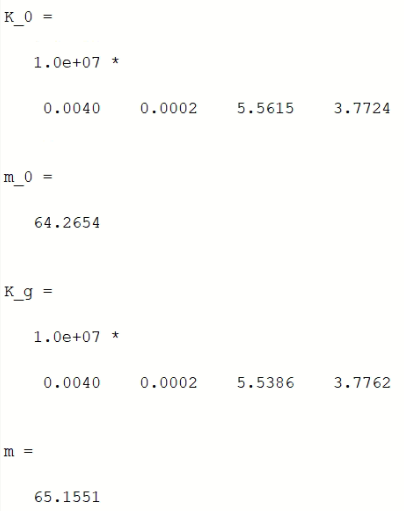 K_0 =
1.0e+07 *
0.0040 0.0002 5.5615 3.7724
m_0 =
64.2654
K_g =
1.0e+07 *
0.0040 0.0002 5.5386 3.7762
m =
65.1551